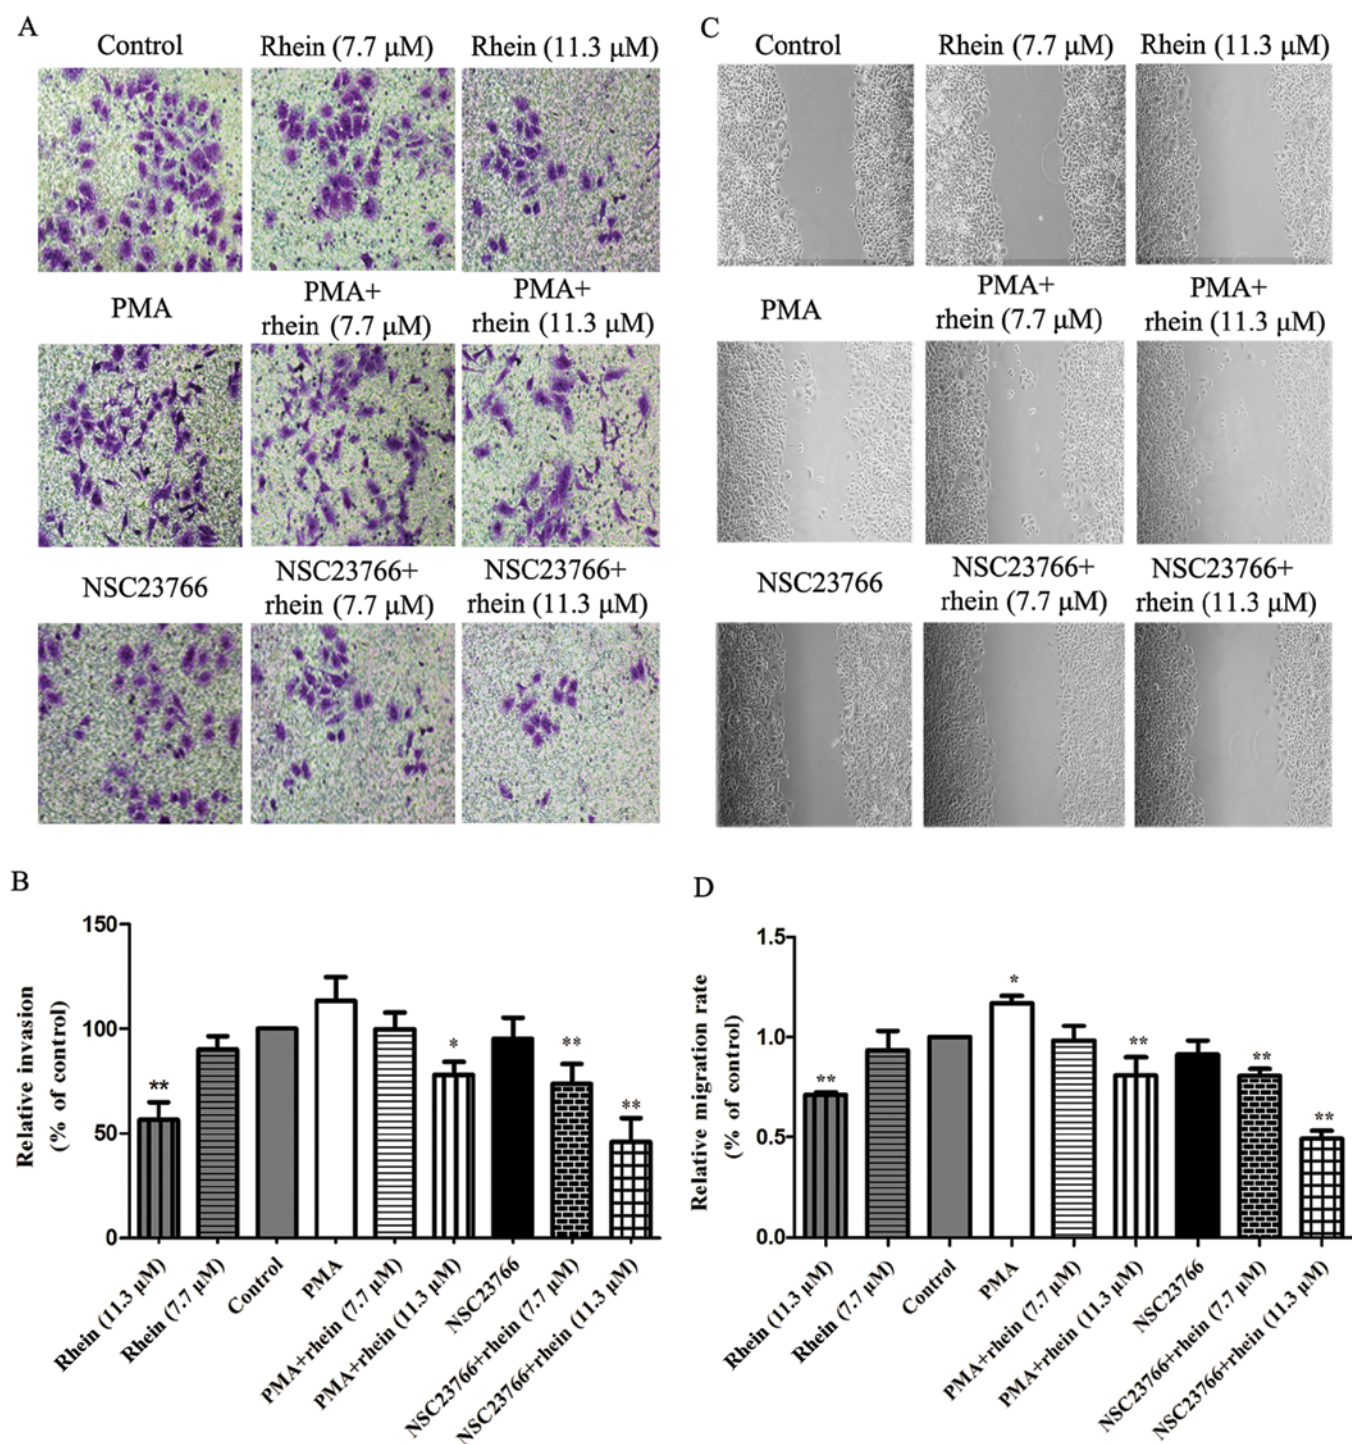 A
Control
Rhein (7.7 μM)
Rhein (11.3 μM)
PMA
PMA+
rhein (7.7 μM)
PMA+
rhein (11.3 μM)
NSC23766
NSC23766+
rhein (7.7 μM)
NSC23766+
rhein (11.3 μM)
C
Control
Rhein (7.7 μM)
Rhein (11.3 μM)
PMA
PMA+
rhein (7.7 μM)
PMA+
rhein (11.3 μM)
NSC23766
NSC23766+
rhein (7.7 μM)
NSC23766+
rhein (11.3 μM)
B
Relative invasion
(% of control)
150
100
50
0
**
*
**
**
Rhein (11.3 μM)
Rhein (7.7 μM)
Control
PMA
PMA+rhein (7.7 μM)
PMA+rhein (11.3 μM)
NSC23766
NSC23766+rhein (7.7 μM)
NSC23766+rhein (11.3 μM)
D
Relative migration rate
(% of control)
1.5
1.0
0.5
0.0
**
*
**
**
**
Rhein (11.3 μM)
Rhein (7.7 μM)
Control
PMA
PMA+rhein (7.7 μM)
PMA+rhein (11.3 μM)
NSC23766
NSC23766+rhein (7.7 μM)
NSC23766+rhein (11.3 μM)